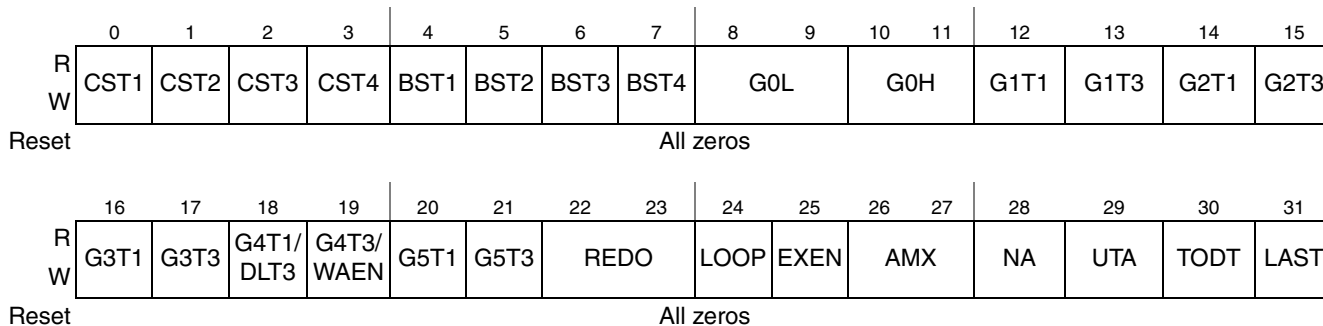 0 1 2 3 4 5 6 7 8 9 10 11 12 13 14 15
R
W
CST1 CST2 CST3 CST4 BST1 BST2 BST3 BST4 G0L G0H G1T1 G1T3 G2T1 G2T3
Reset All zeros
16 17 18 19 20 21 22 23 24 25 26 27 28 29 30 31
R
W
G3T1 G3T3 G4T1/ G4T3/ G5T1 G5T3 REDO LOOP EXEN AMX NA UTA TODT LAST
DLT3 WAEN
Reset All zeros